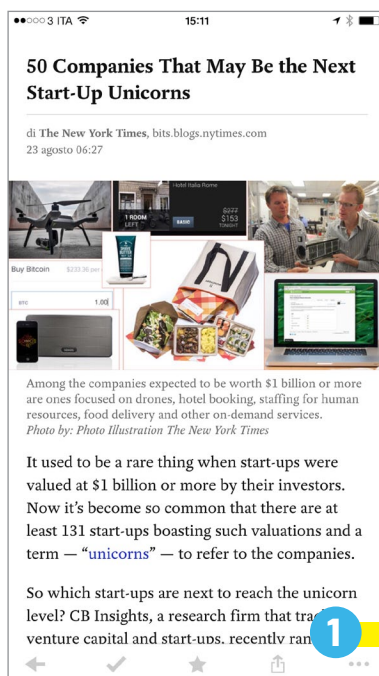 3 ITA 15:11
50 Companies That May Be the Next
Start-Up Unicorns
di The New York Times, bits.blogs.nytimes.com
23 agosto 06:27
Hotel Italia Rome
1 ROOM
LEFT
BASIC
$277
$153
TONIGHT
Buy Bitcoin $233.36 per
BTC 1.00
Among the companies expected to be worth $1 billion or more
are ones focused on drones, hotel booking, staffing for human
resources, food delivery and other on-demand services.
Photo by: Photo Illustration The New York Times
It used to be a rare thing when start-ups were
valued at $1 billion or more by their investors.
Now it’s become so common that there are at
least 131 start-ups boasting such valuations and a
term — “unicorns” — to refer to the companies.
So which start-ups are next to reach the unicorn
level? CB Insights, a research firm that
venture capital and start-ups, recently ran
1